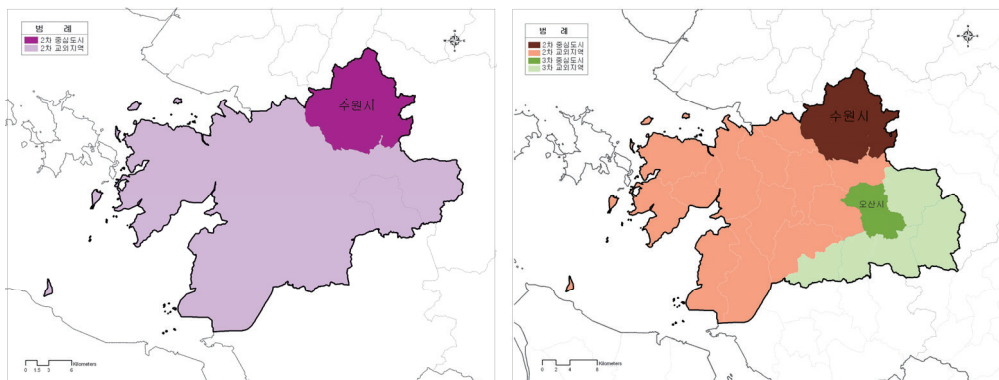 범 례
2차 중심도시
2차 교외지역
수원시
0 1.5 3 6
Kilometers
범 례
2차 중심도시
2차 교외지역
3차 중심도시
3차 교외지역
수원시
오산시
0 2 4 8
Kilometers